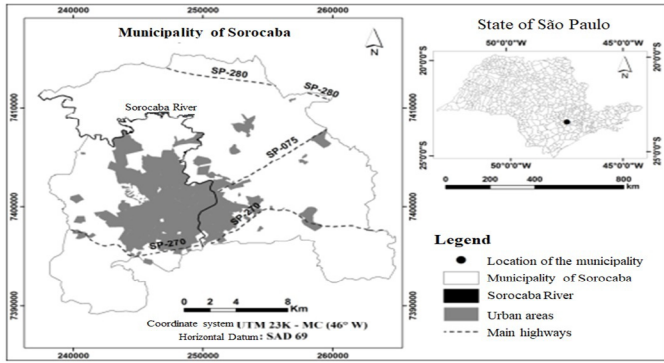 240000 250000 260000
Municipality of Sorocaba
N
SP-280
SP-280
Sorocaba River
SP-075
SP-270
SP-270
7410000
7400000
7390000
7410000
7400000
7390000
0 2 4 8
Km
Coordinate system UTM 23K - MC (46° W)
Horizontal Datum: SAD 69
240000 250000 260000
State of São Paulo
50°0'0"W 45°0'0"W
20°0'0"S
25°0'0"S
20°0'0"S
25°0'0"S
N
50°0'0"W 45°0'0"W
0 200 400 800
km
Legend
Location of the municipality
Municipality of Sorocaba
Sorocaba River
Urban areas
Main highways